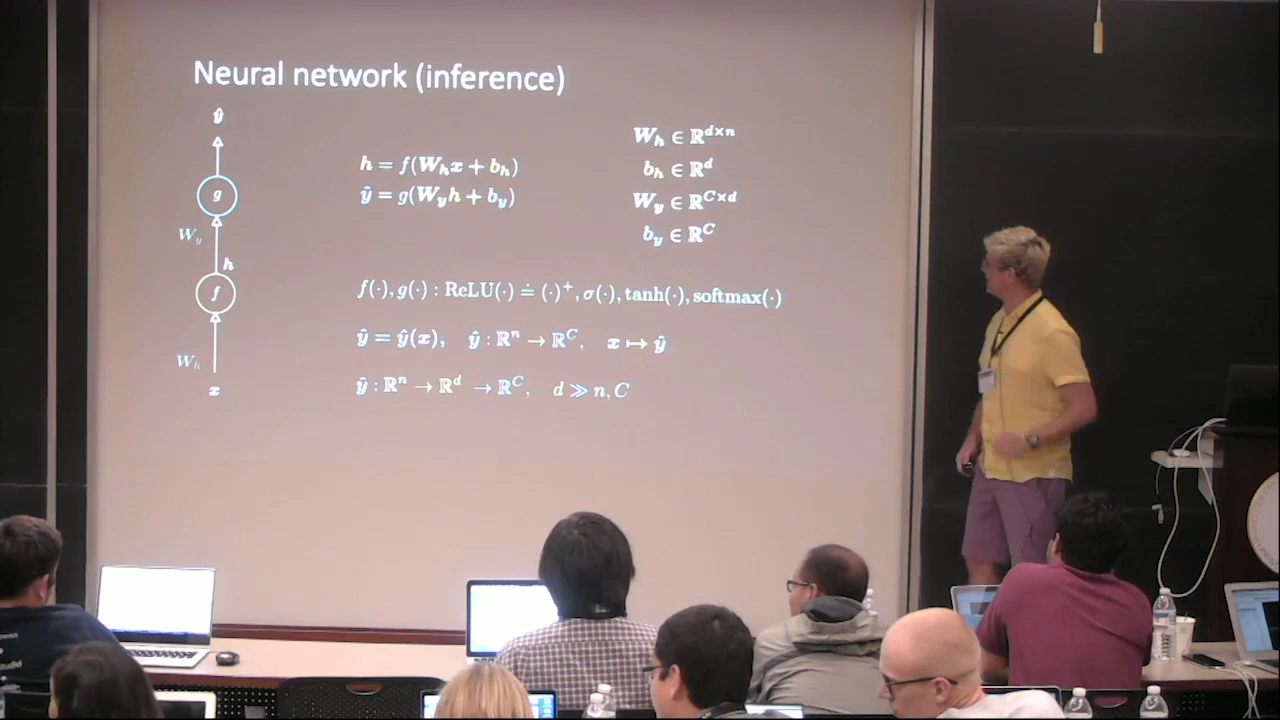 Neural network (inference)
ŷ
g
W_y
h
f
W_h
x
h = f(W_h x + b_h)
ŷ = g(W_y h + b_y)
W_h ∈ ℝ^{d×n}
b_h ∈ ℝ^d
W_y ∈ ℝ^{C×d}
b_y ∈ ℝ^C
f(·), g(·) : ReLU(·) ≐ (·)^+, σ(·), tanh(·), softmax(·)
ŷ = ŷ(x), ŷ : ℝ^n → ℝ^C, x ↦ ŷ
ŷ : ℝ^n → ℝ^d → ℝ^C, d ≫ n, C